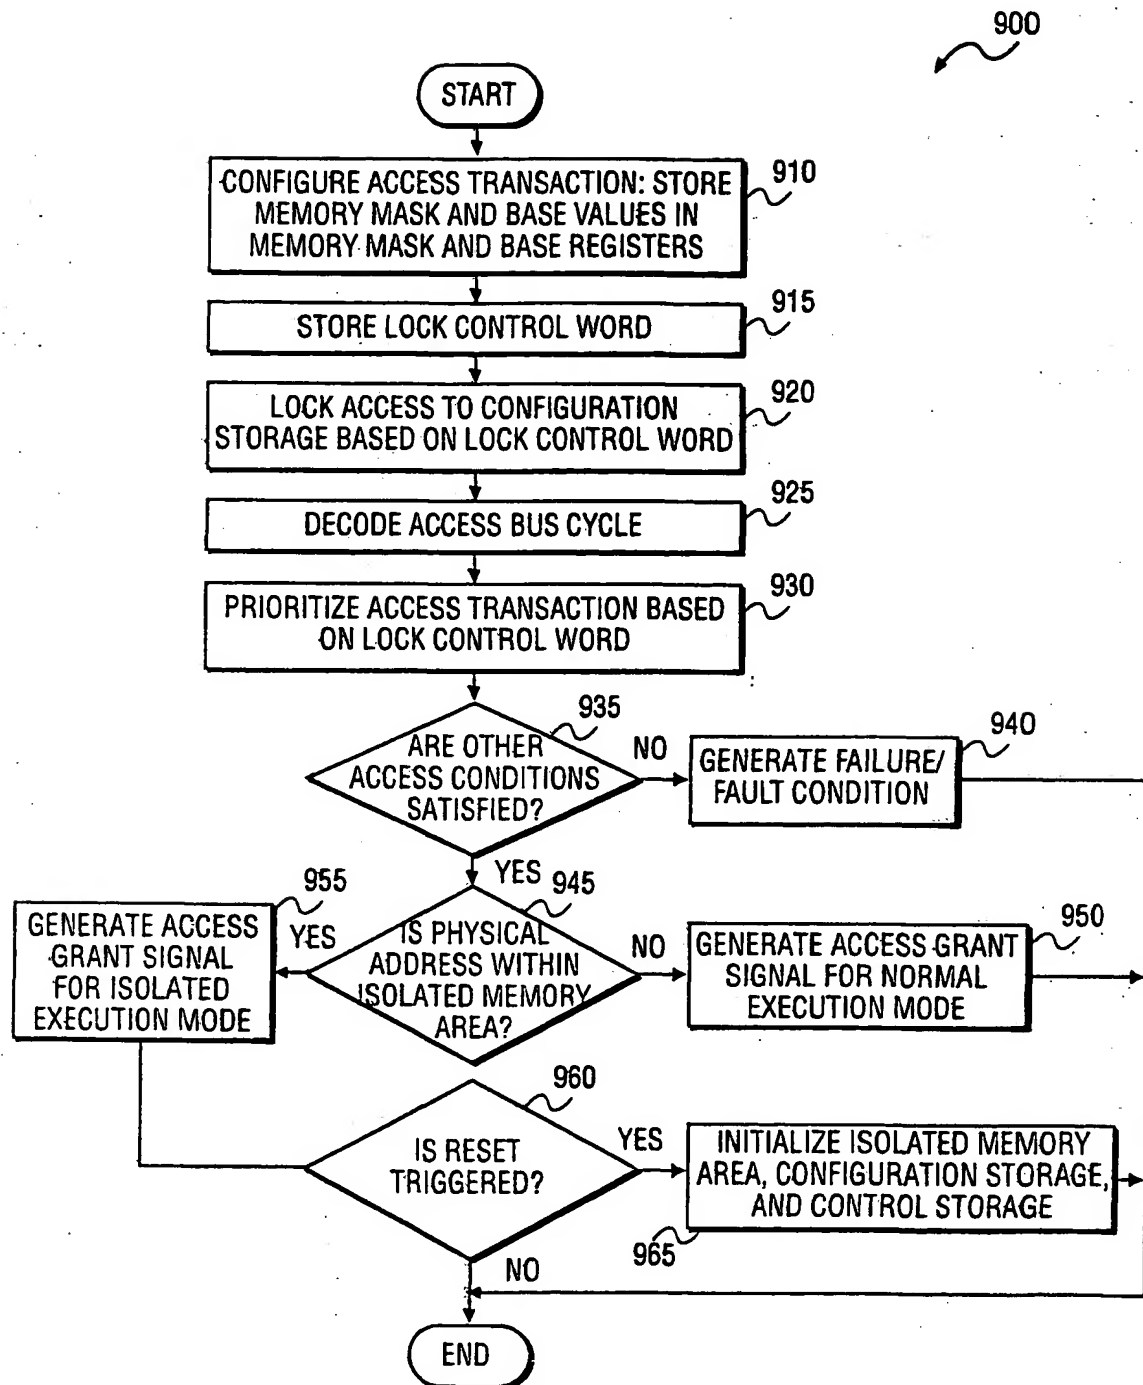 900
START
CONFIGURE ACCESS TRANSACTION: STORE
MEMORY MASK AND BASE VALUES IN
MEMORY MASK AND BASE REGISTERS
910
STORE LOCK CONTROL WORD
915
LOCK ACCESS TO CONFIGURATION
STORAGE BASED ON LOCK CONTROL WORD
920
DECODE ACCESS BUS CYCLE
925
PRIORITIZE ACCESS TRANSACTION BASED
ON LOCK CONTROL WORD
930
ARE OTHER
ACCESS CONDITIONS
SATISFIED?
935
NO
GENERATE FAILURE/
FAULT CONDITION
940
YES
IS PHYSICAL
ADDRESS WITHIN
ISOLATED MEMORY
AREA?
945
YES
GENERATE ACCESS
GRANT SIGNAL
FOR ISOLATED
EXECUTION MODE
955
NO
GENERATE ACCESS GRANT
SIGNAL FOR NORMAL
EXECUTION MODE
950
IS RESET
TRIGGERED?
960
YES
INITIALIZE ISOLATED MEMORY
AREA, CONFIGURATION STORAGE,
AND CONTROL STORAGE
965
NO
END